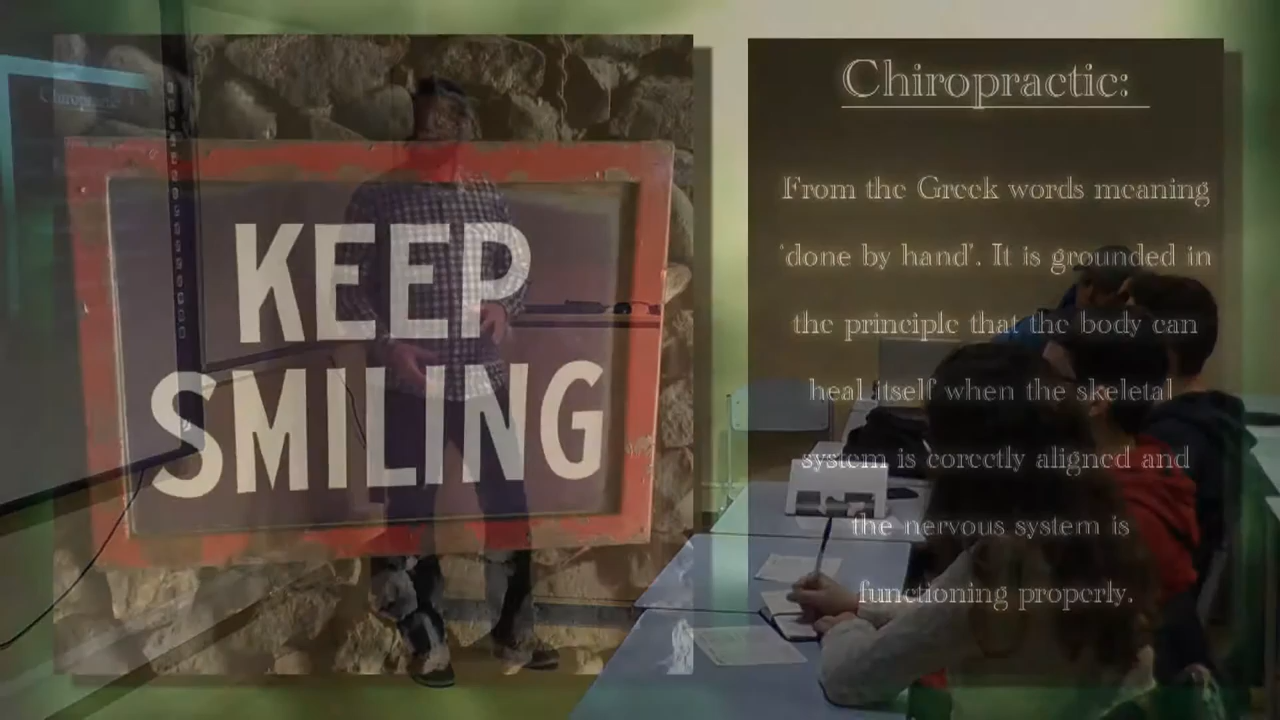 KEEP
SMILING
Chiropractic:
From the Greek words meaning
'done by hand'. It is grounded in
the principle that the body can
heal itself when the skeletal
system is corectly aligned and
the nervous system is
functioning properly.
Chiropractic